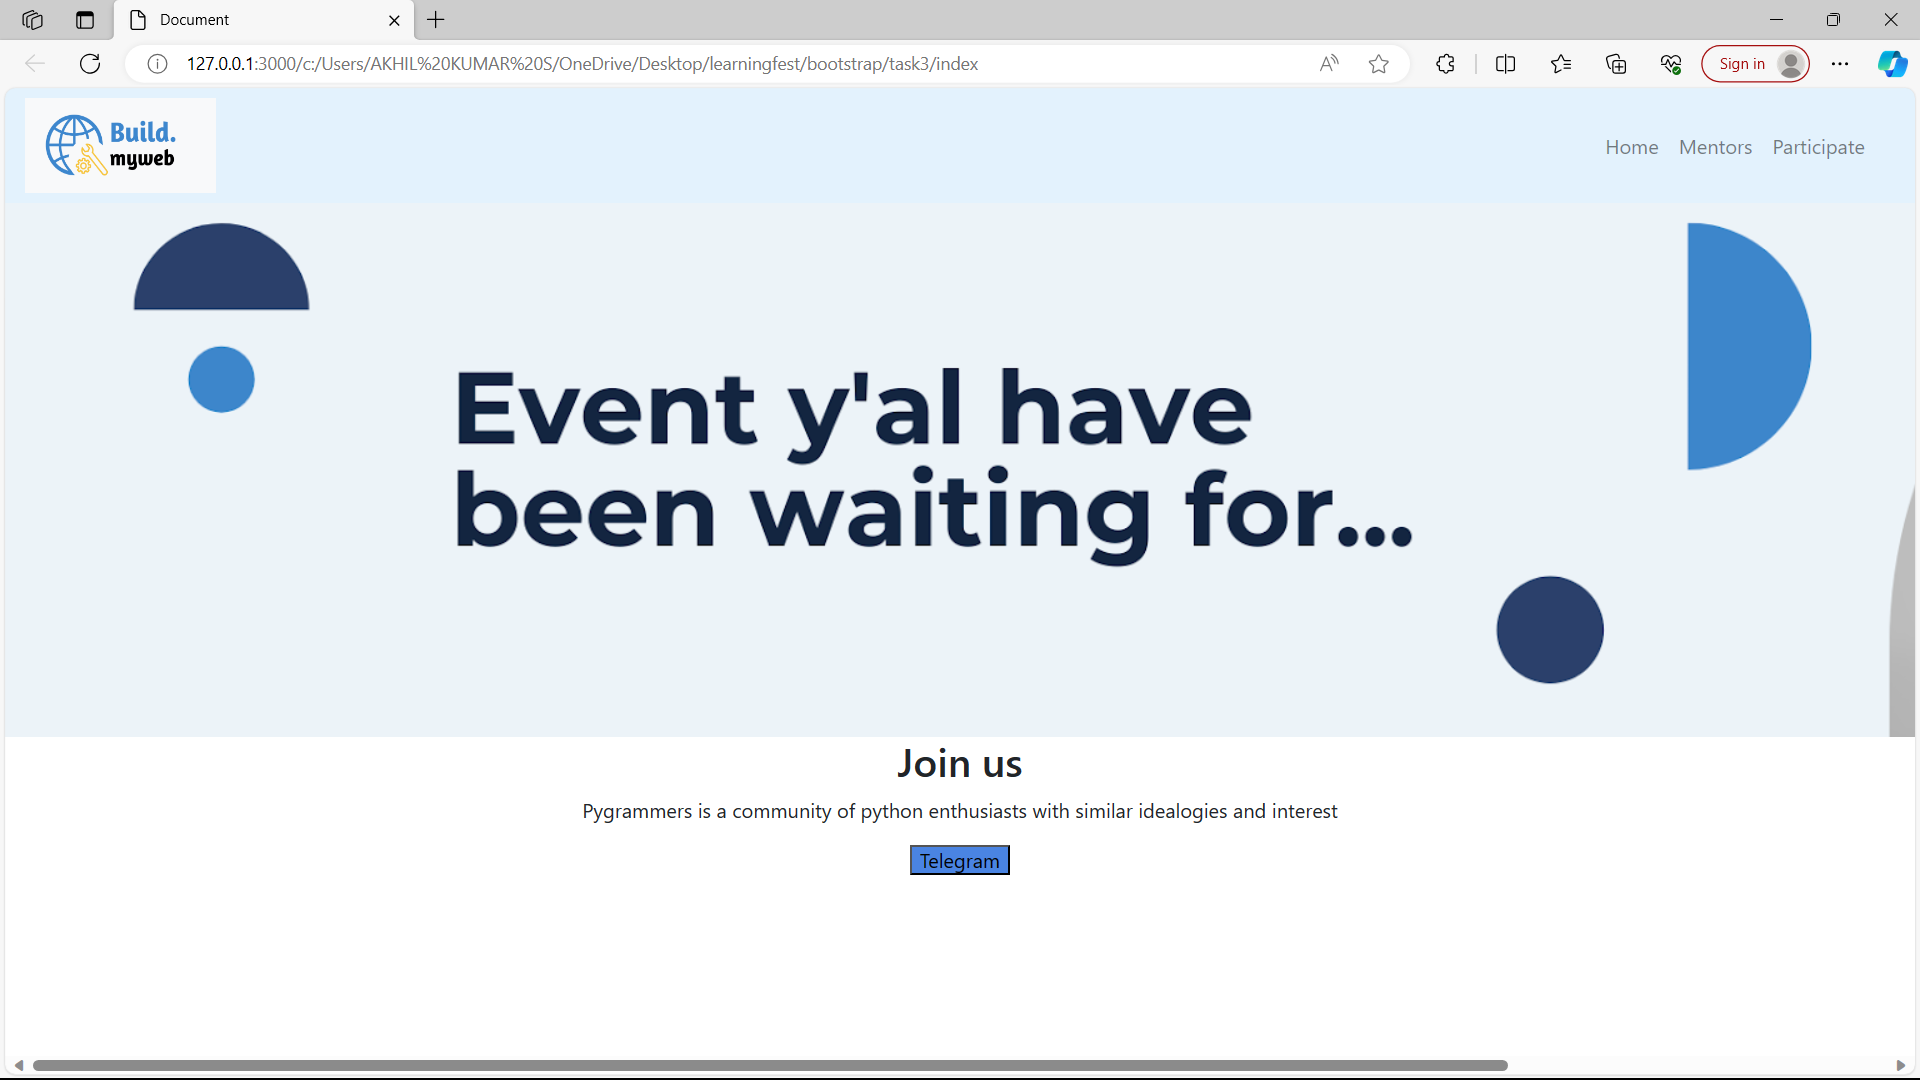 Document
127.0.0.1:3000/c:/Users/AKHIL%20KUMAR%20S/OneDrive/Desktop/learningfest/bootstrap/task3/index
Sign in
Build.
myweb
Home Mentors Participate
Event y'al have
been waiting for...
Join us
Pygrammers is a community of python enthusiasts with similar idealogies and interest
Telegram